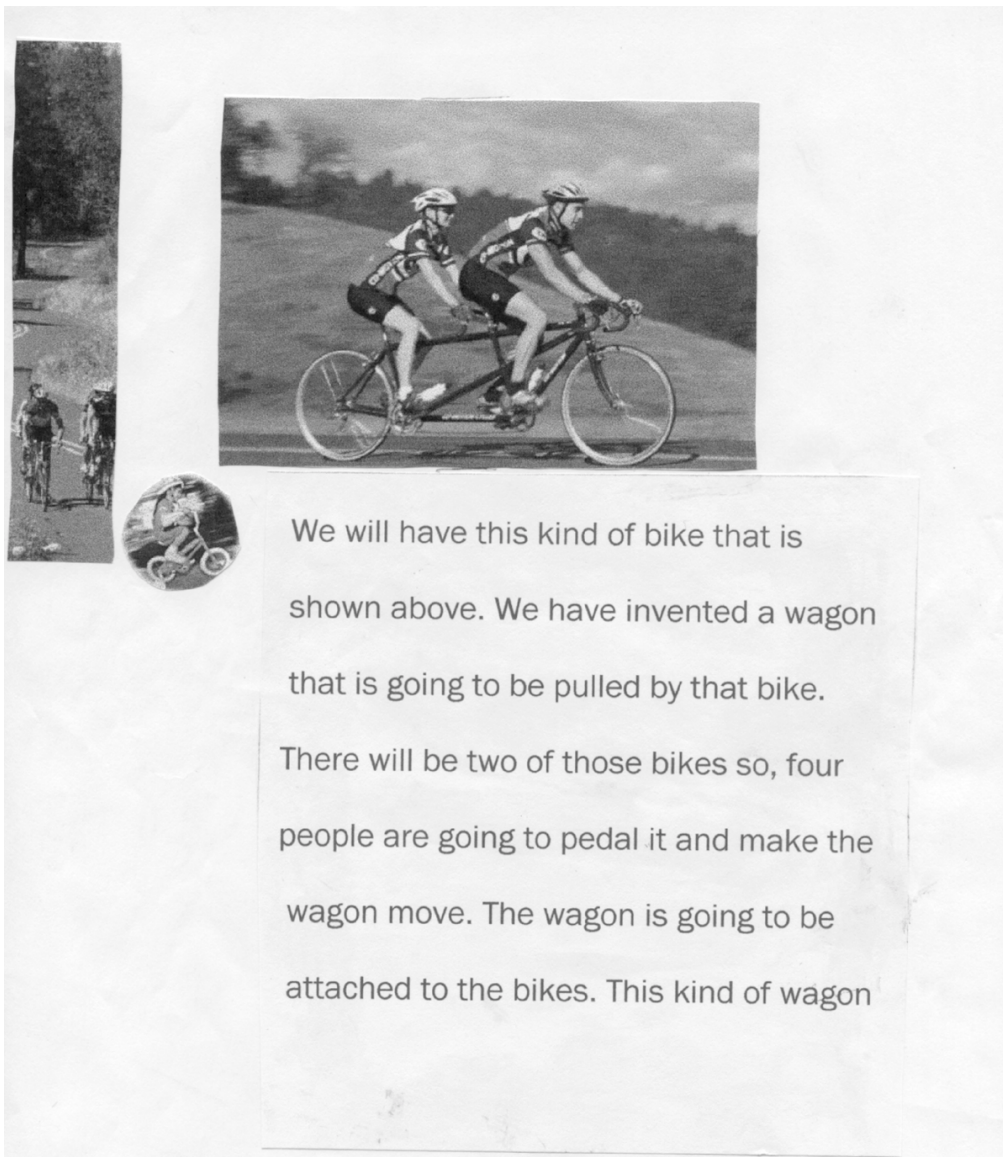 We will have this kind of bike that is
shown above. We have invented a wagon
that is going to be pulled by that bike.
There will be two of those bikes so, four
people are going to pedal it and make the
wagon move. The wagon is going to be
attached to the bikes. This kind of wagon